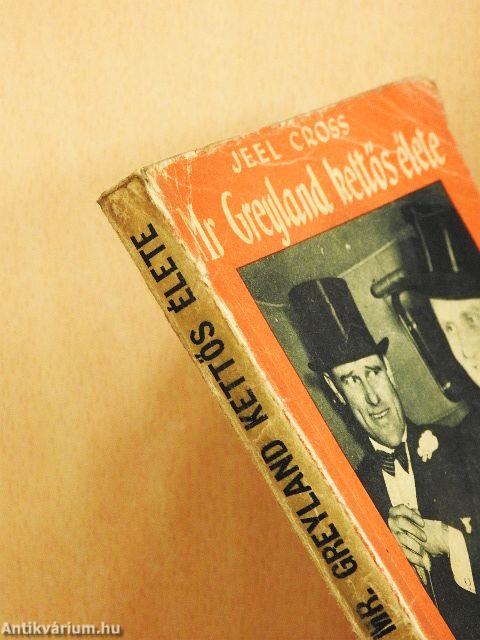 JEEL CROSS
Mr Greyland kettős élete
MR. GREYLAND KETTŐS ÉLETE
Antikvárium.hu